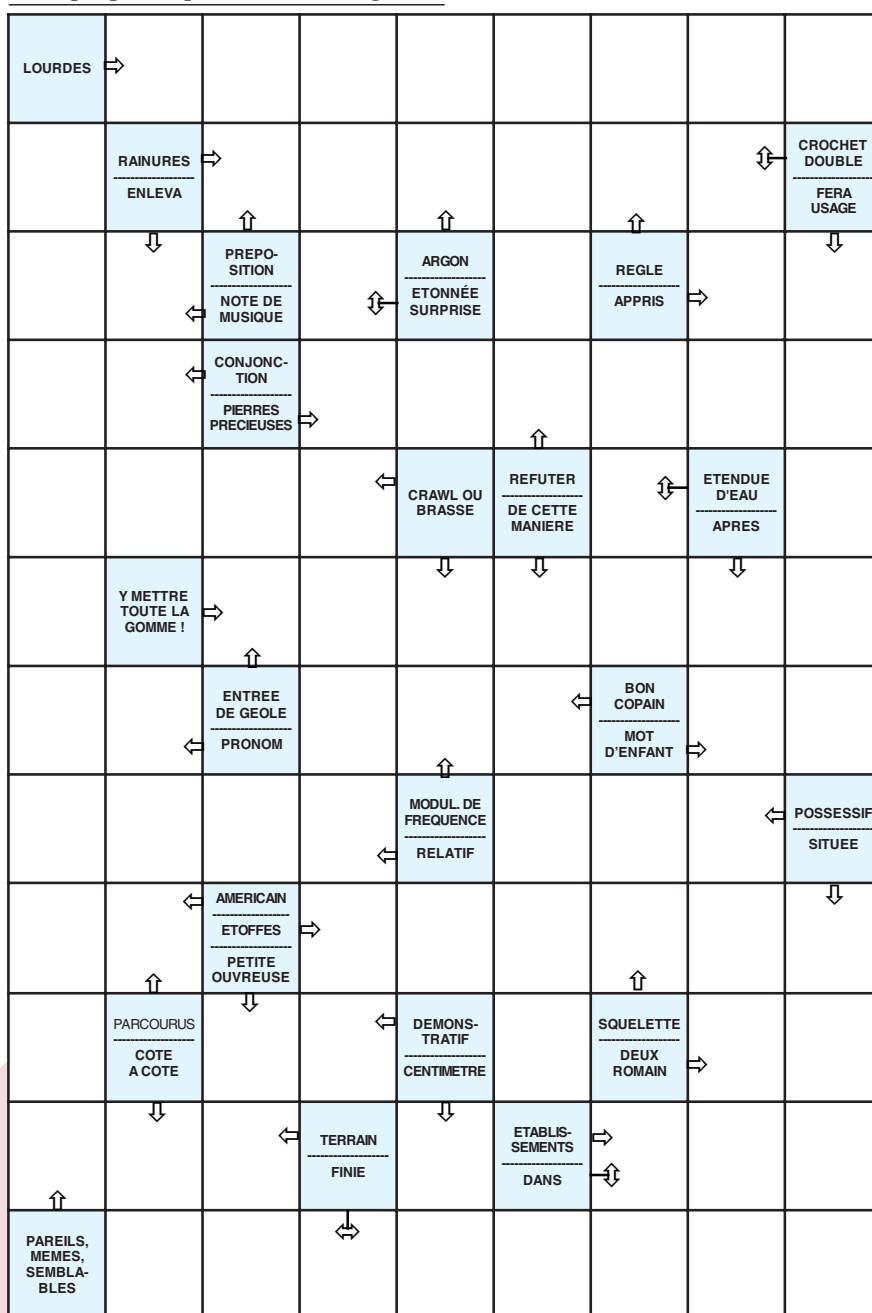 LOURDES
RAINURES
ENLEVA
CROCHET
DOUBLE
FERA
USAGE
PREPO-
SITION
NOTE DE
MUSIQUE
ARGON
ETONNÉE
SURPRISE
REGLE
APPRIS
CONJONC-
TION
PIERRES
PRECIEUSES
CRAWL OU
BRASSE
REFUTER
DE CETTE
MANIERE
ETENDUE
D'EAU
APRES
Y METTRE
TOUTE LA
GOMME !
ENTREE
DE GEOLE
PRONOM
BON
COPAIN
MOT
D'ENFANT
MODUL. DE
FREQUENCE
RELATIF
POSSESSIF
SITUEE
AMERICAIN
ETOFFES
PETITE
OUVREUSE
PARCOURUS
COTE
A COTE
DEMONS-
TRATIF
CENTIMETRE
SQUELETTE
DEUX
ROMAIN
TERRAIN
FINIE
ETABLIS-
SEMENTS
DANS
PAREILS,
MEMES,
SEMBLA-
BLES